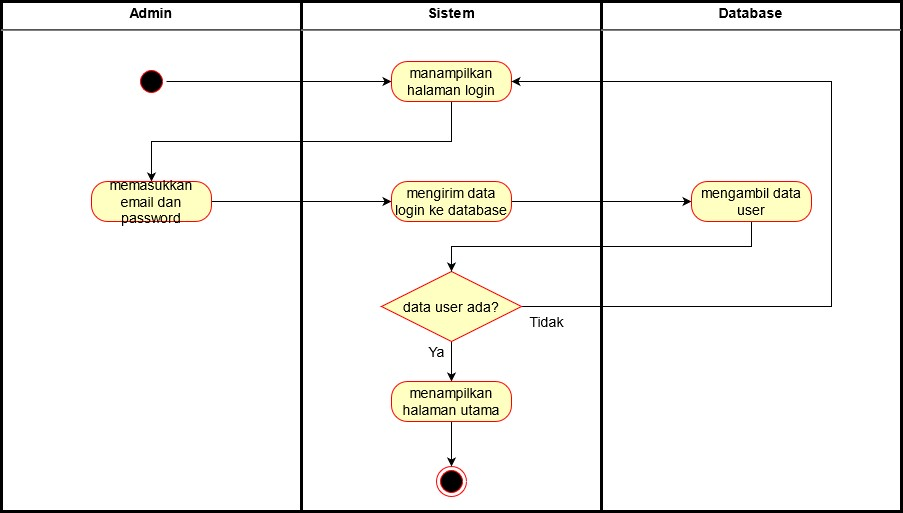 Admin
Sistem
Database
manampilkan
halaman login
memasukkan
email dan
password
mengirim data
login ke database
mengambil data
user
data user ada?
Tidak
Ya
menampilkan
halaman utama